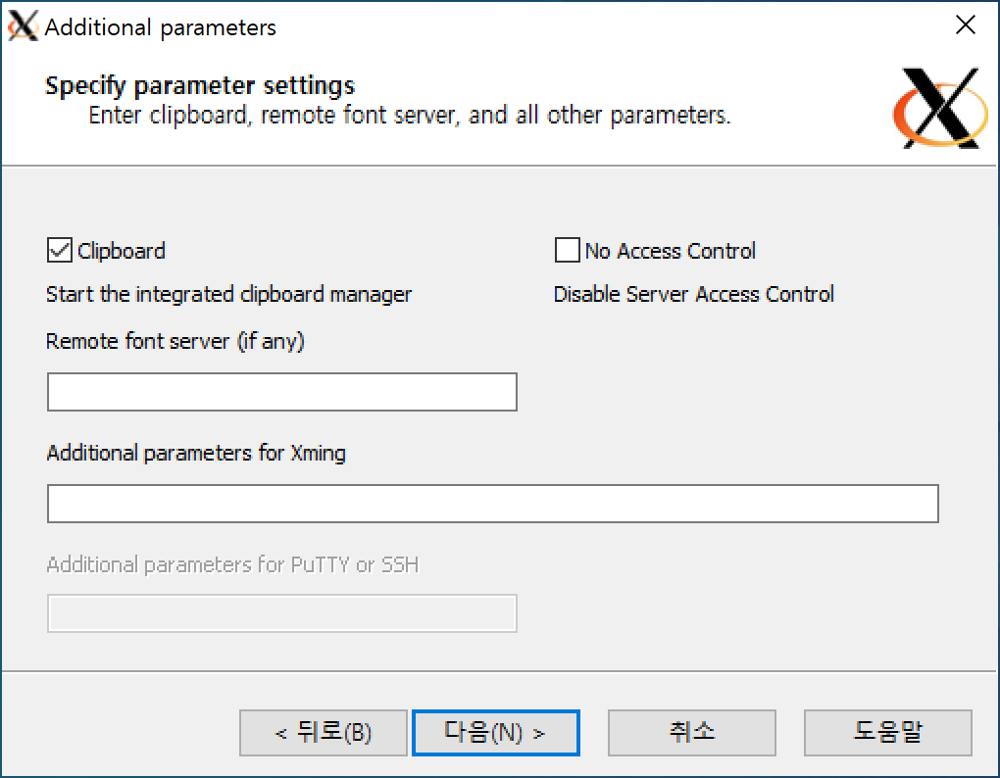 Additional parameters
Specify parameter settings
Enter clipboard, remote font server, and all other parameters.
Clipboard
No Access Control
Start the integrated clipboard manager
Disable Server Access Control
Remote font server (if any)
Additional parameters for Xming
Additional parameters for PuTTY or SSH
< 뒤로(B)
다음(N) >
취소
도움말